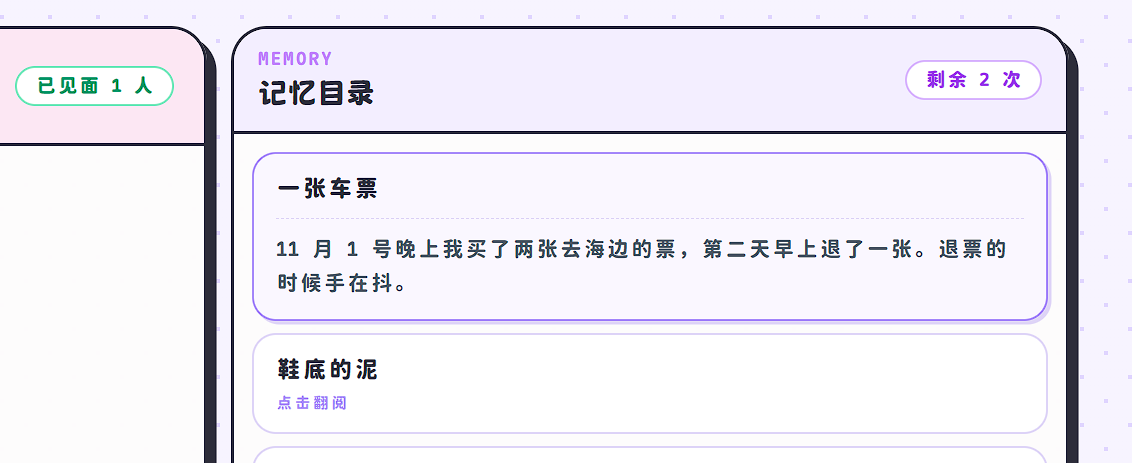 已见面 1 人
MEMORY
记忆目录
剩余 2 次
一张车票
11 月 1 号晚上我买了两张去海边的票，第二天早上退了一张。退票的
时候手在抖。
鞋底的泥
点击翻阅